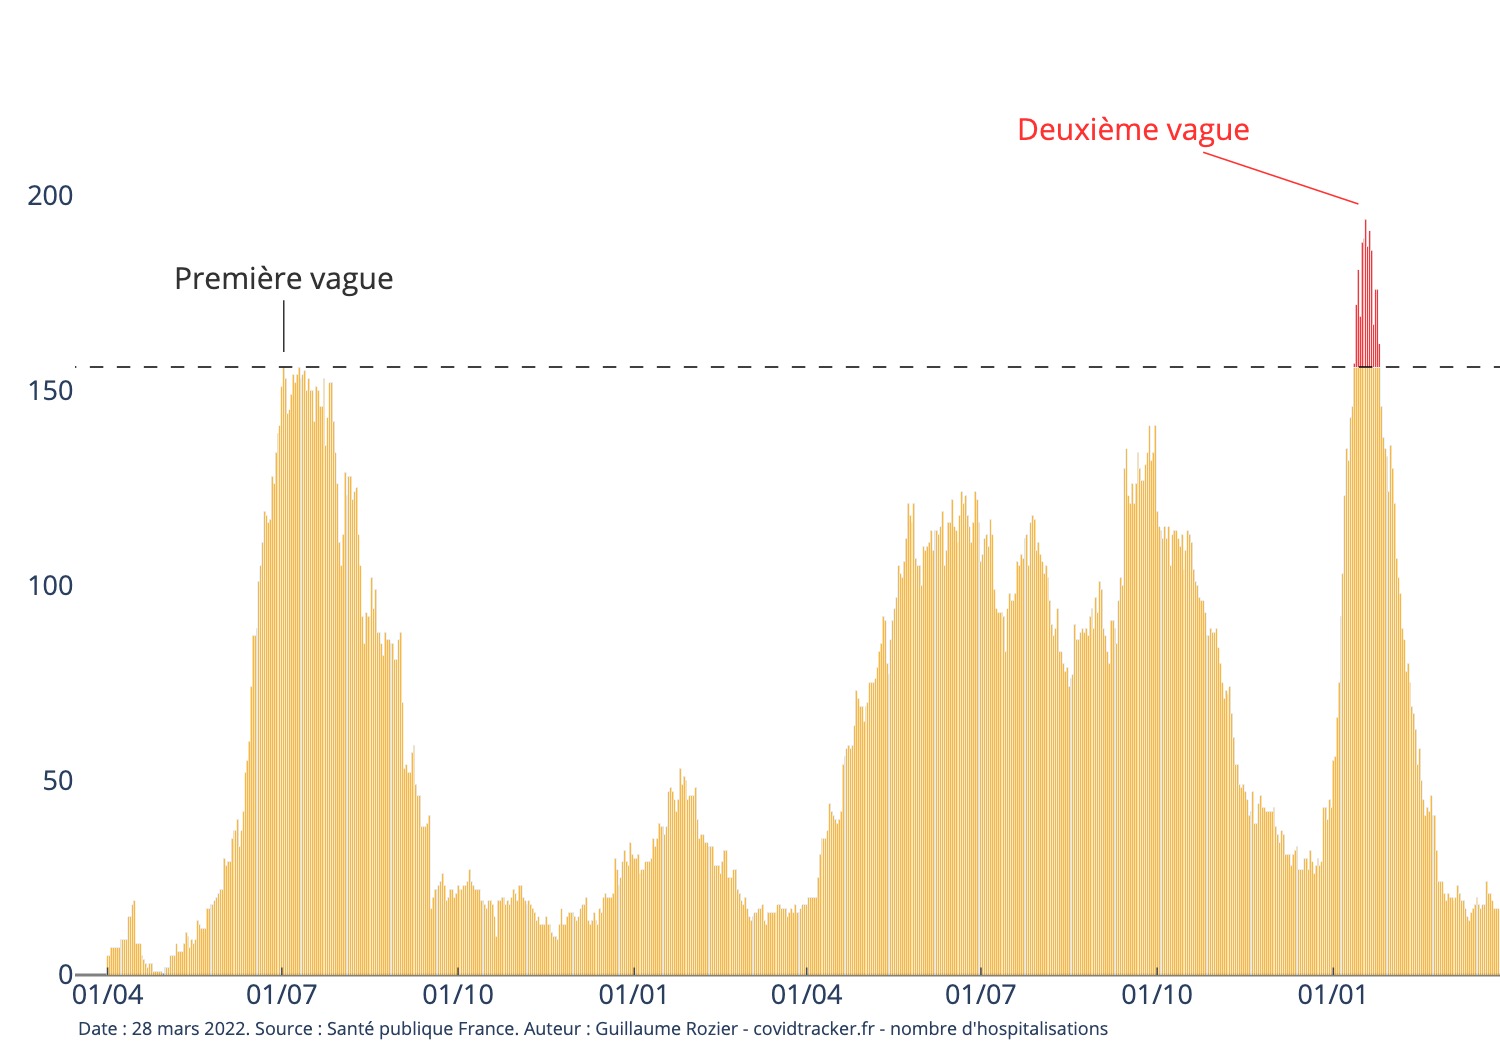 Deuxième vague
200
Première vague
150
100
50
0
01/04 01/07 01/10 01/01 01/04 01/07 01/10 01/01
Date : 28 mars 2022. Source : Santé publique France. Auteur : Guillaume Rozier - covidtracker.fr - nombre d'hospitalisations